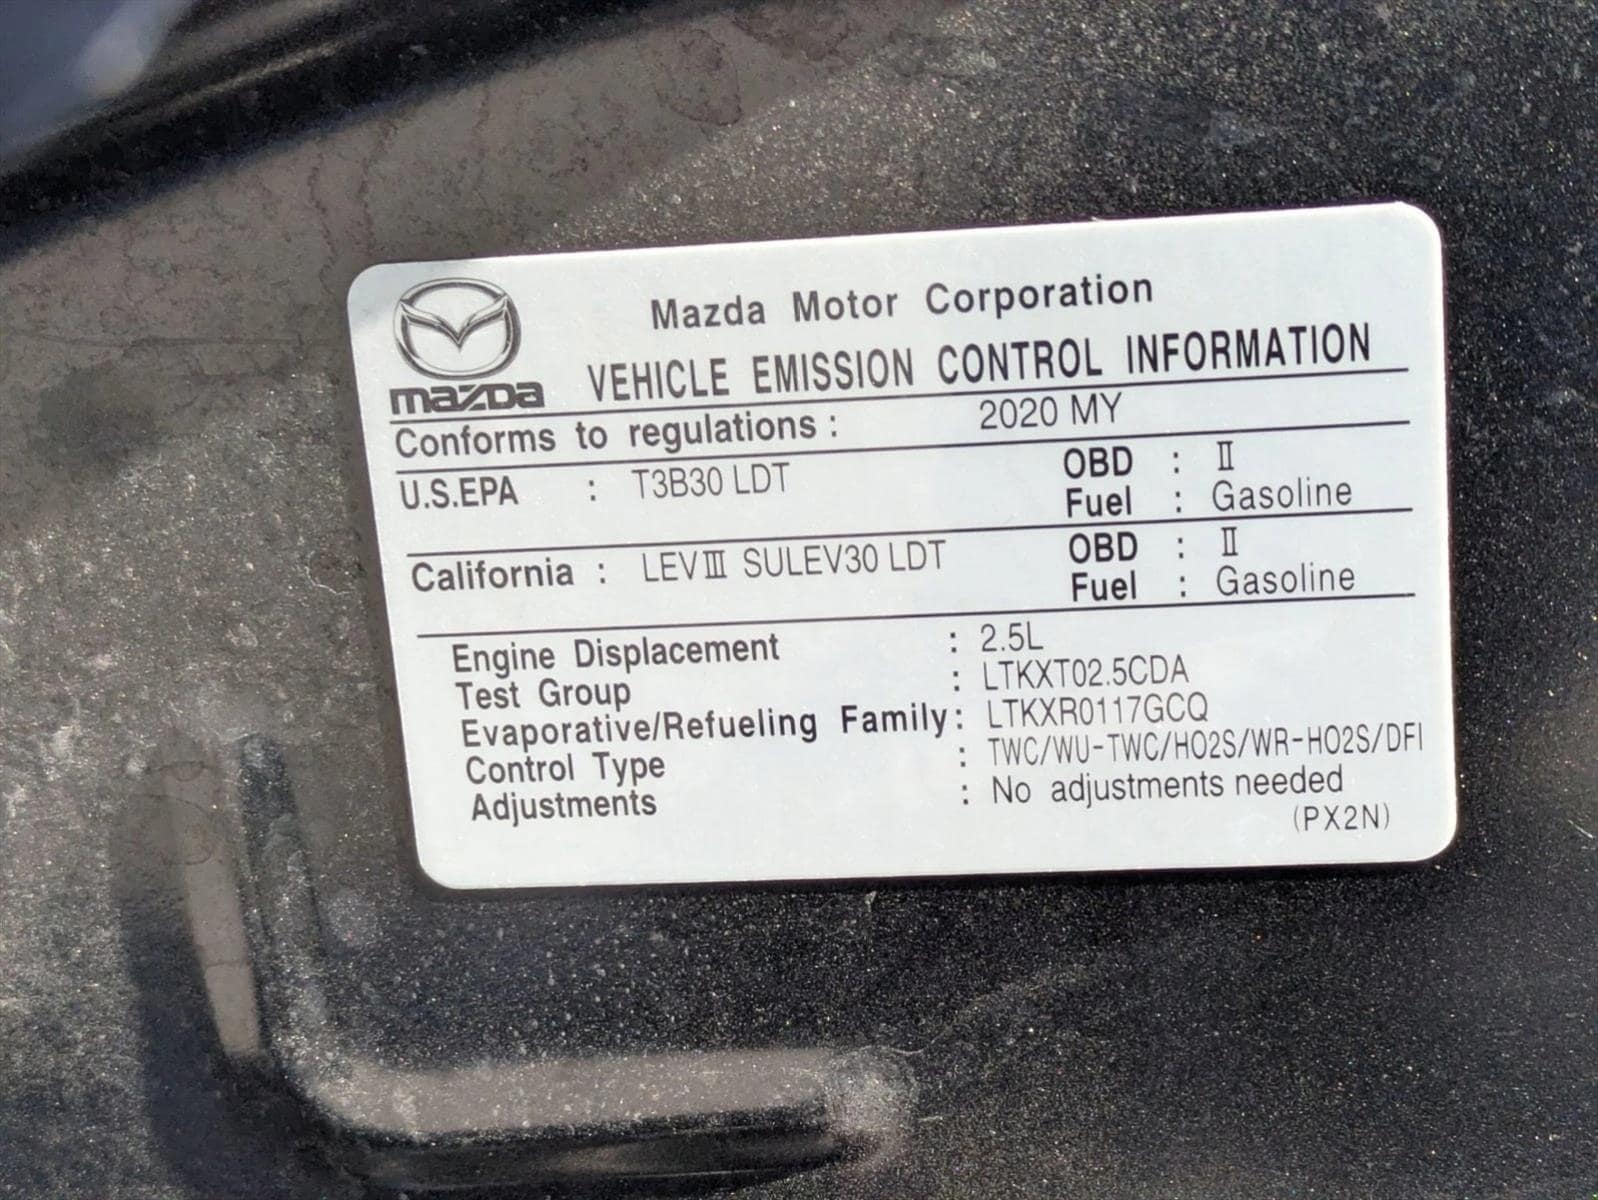 mazda
Mazda Motor Corporation
VEHICLE EMISSION CONTROL INFORMATION
Conforms to regulations : 2020 MY
U.S.EPA : T3B30 LDT OBD : II
Fuel : Gasoline
California : LEVIII SULEV30 LDT OBD : II
Fuel : Gasoline
Engine Displacement : 2.5L
Test Group : LTKXT02.5CDA
Evaporative/Refueling Family : LTKXR0117GCQ
Control Type : TWC/WU-TWC/HO2S/WR-HO2S/DFI
Adjustments : No adjustments needed
(PX2N)